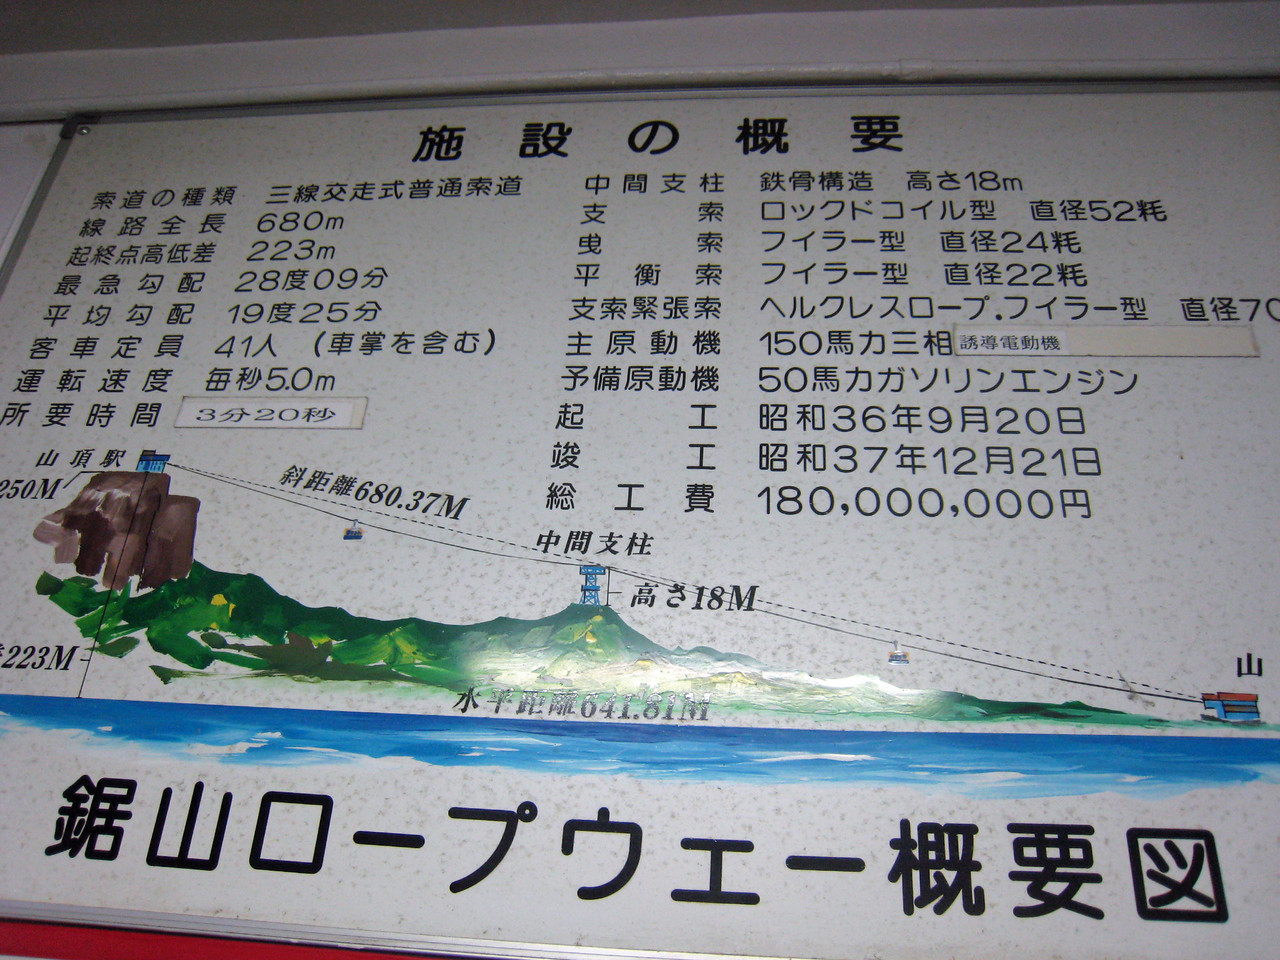 施設の概要
索道の種類 三線交走式普通索道
線路全長 680m
起終点高低差 223m
最急勾配 28度09分
平均勾配 19度25分
客車定員 41人 (車掌を含む)
運転速度 毎秒5.0m
所要時間 3分20秒
中間支柱 鉄骨構造 高さ18m
支索 ロックドコイル型 直径52粍
曳索 フイラー型 直径24粍
平衡索 フイラー型 直径22粍
支索緊張索 ヘルクレスロープ.フイラー型 直径70
主原動機 150馬力三相誘導電動機
予備原動機 50馬力ガソリンエンジン
起工 昭和36年9月20日
竣工 昭和37年12月21日
総工費 180,000,000円
山頂駅
250M
斜距離680.37M
中間支柱
高さ18M
223M
山
水平距離641.81M
鋸山ロープウェー概要図